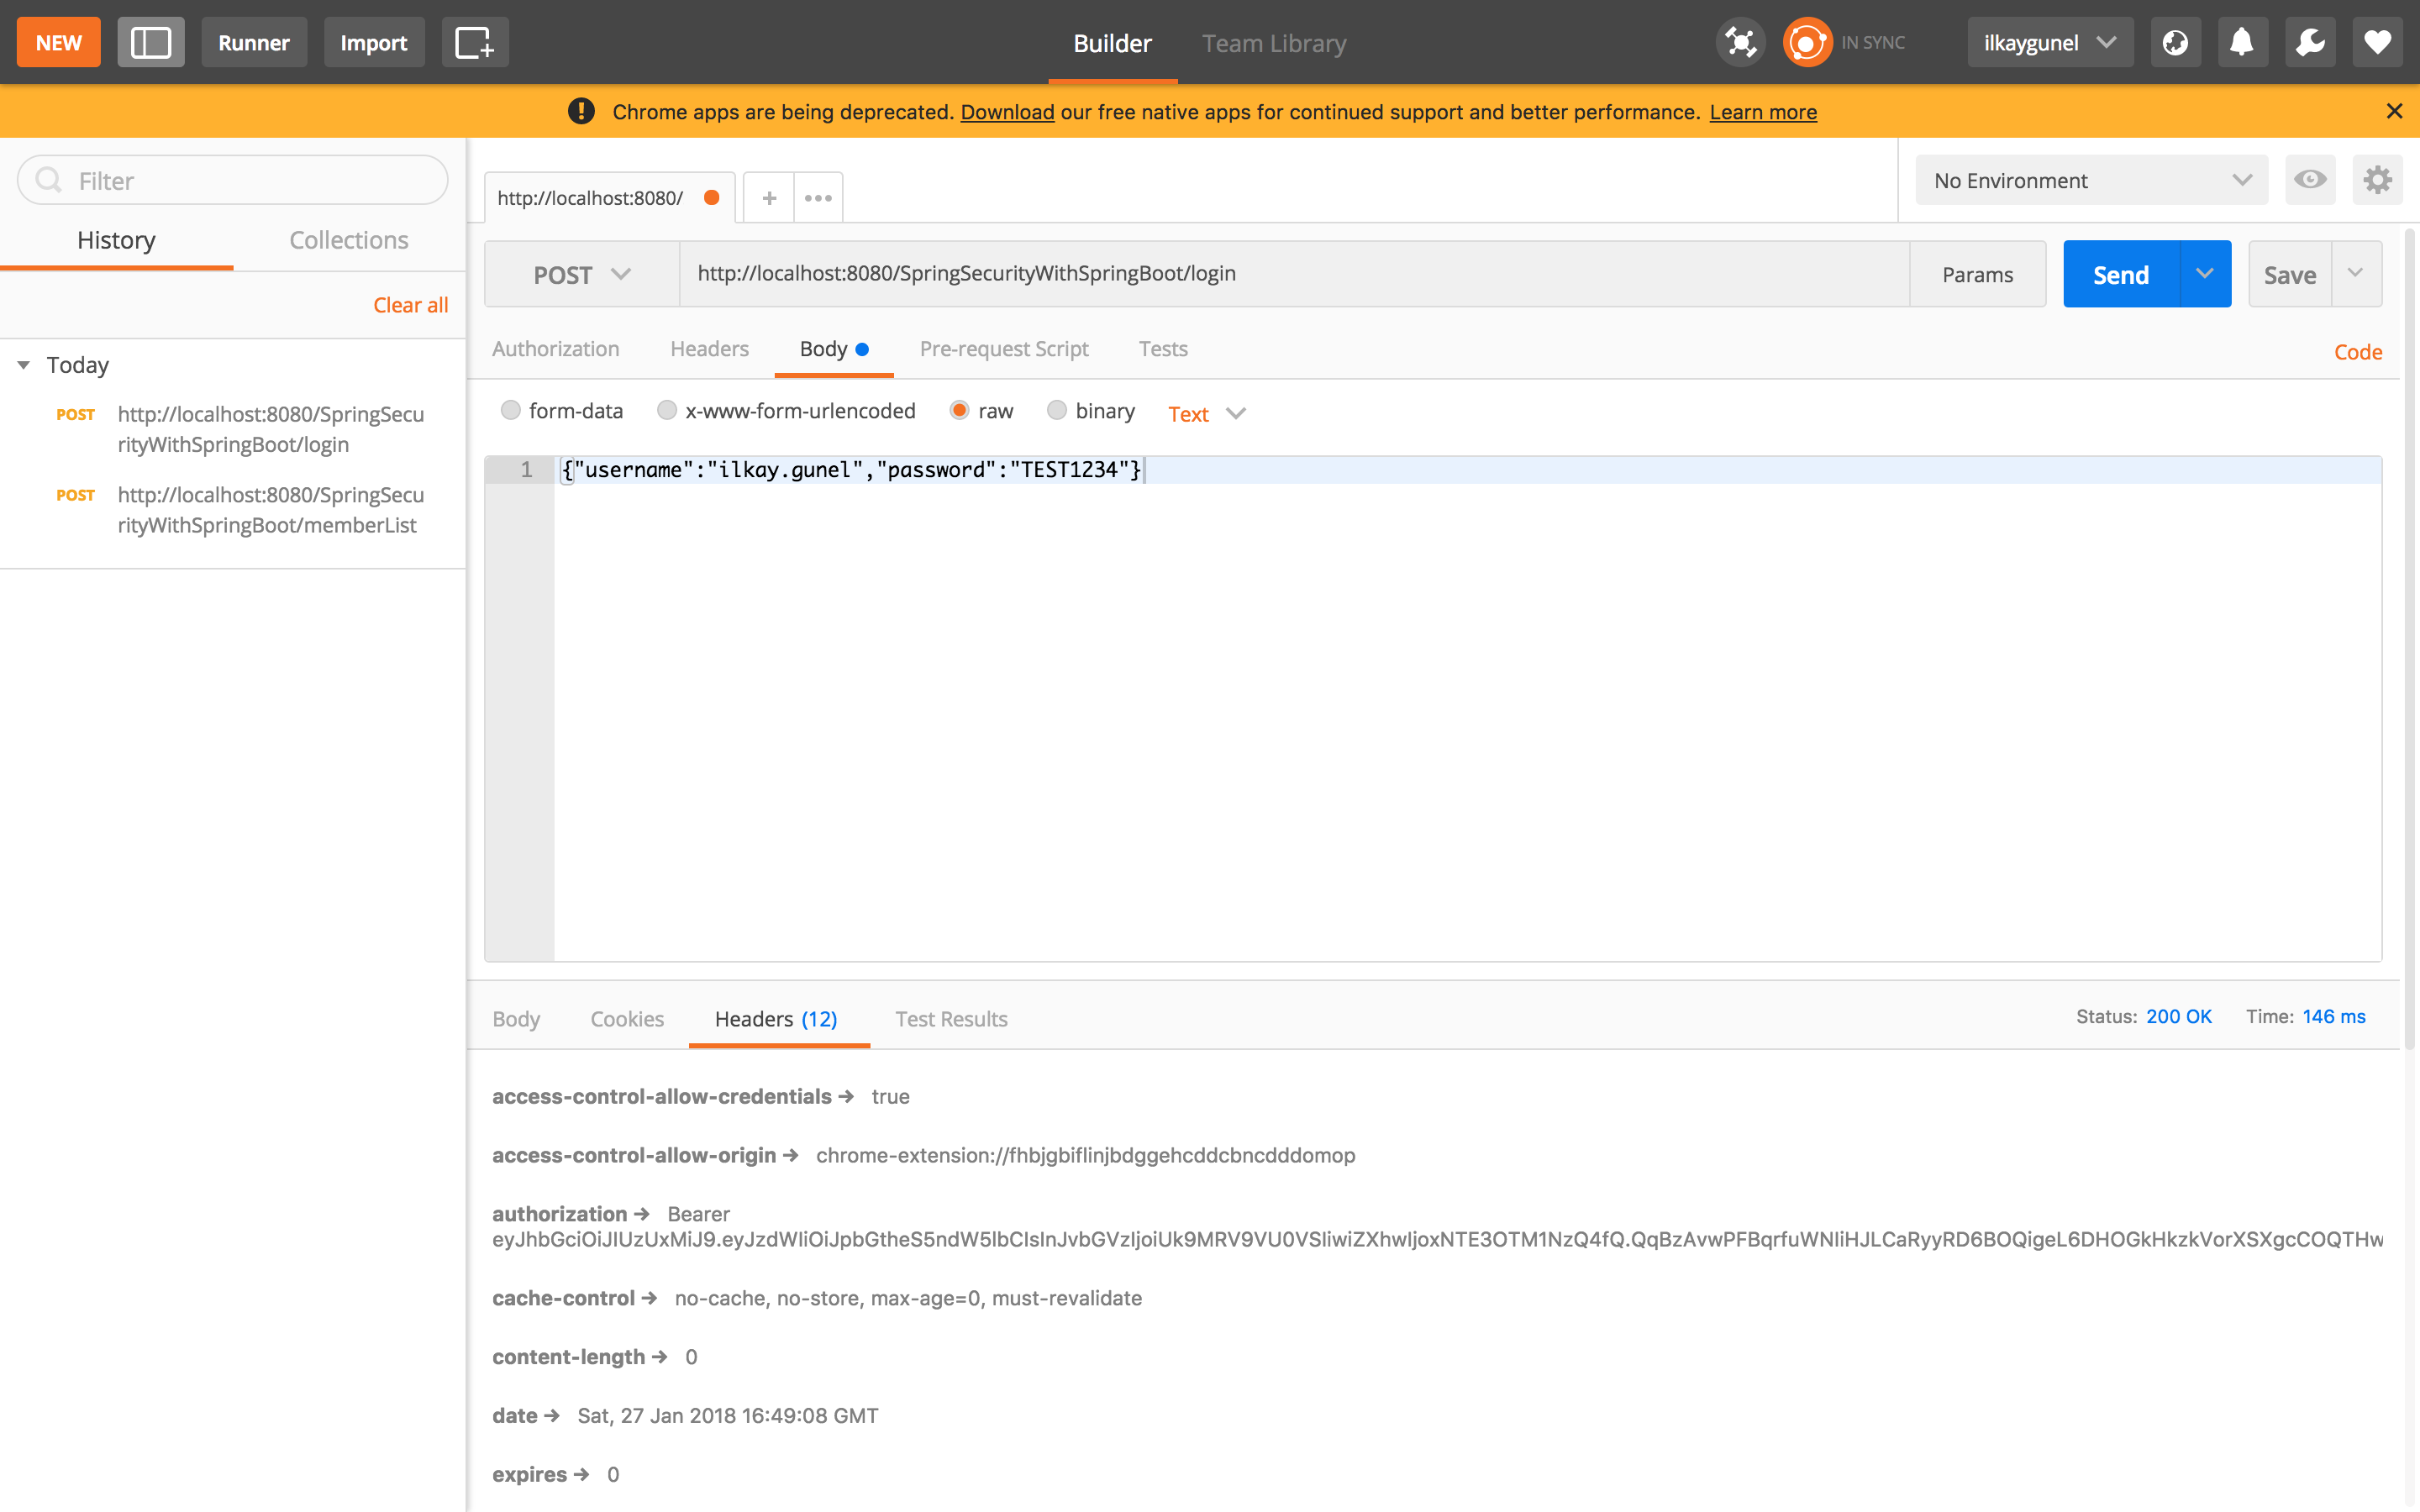 NEW Runner Import Builder Team Library IN SYNC ilkaygunel
Chrome apps are being deprecated. Download our free native apps for continued support and better performance. Learn more
Filter
History Collections
Clear all
Today
POST http://localhost:8080/SpringSecu
rityWithSpringBoot/login
POST http://localhost:8080/SpringSecu
rityWithSpringBoot/memberList
http://localhost:8080/
No Environment
POST http://localhost:8080/SpringSecurityWithSpringBoot/login Params Send Save
Authorization Headers Body Pre-request Script Tests Code
form-data x-www-form-urlencoded raw binary Text
1 {"username":"ilkay.gunel","password":"TEST1234"}
Body Cookies Headers (12) Test Results Status: 200 OK Time: 146 ms
access-control-allow-credentials → true
access-control-allow-origin → chrome-extension://fhbjgbiflinjbdggehcddcbncdddomop
authorization → Bearer
eyJhbGciOiJIUzUxMiJ9.eyJzdWIiOiJpbGtheS5ndW5lbCIsInJvbGVzIjoiUk9MRV9VU0VSIiwiZXhwIjoxNTE3OTM1NzQ4fQ.QqBzAvwPFBqrfuWNIiHJLCaRyyRD6BOQigeL6DHOGkHkzkVorXSXgcCOQTHw
cache-control → no-cache, no-store, max-age=0, must-revalidate
content-length → 0
date → Sat, 27 Jan 2018 16:49:08 GMT
expires → 0